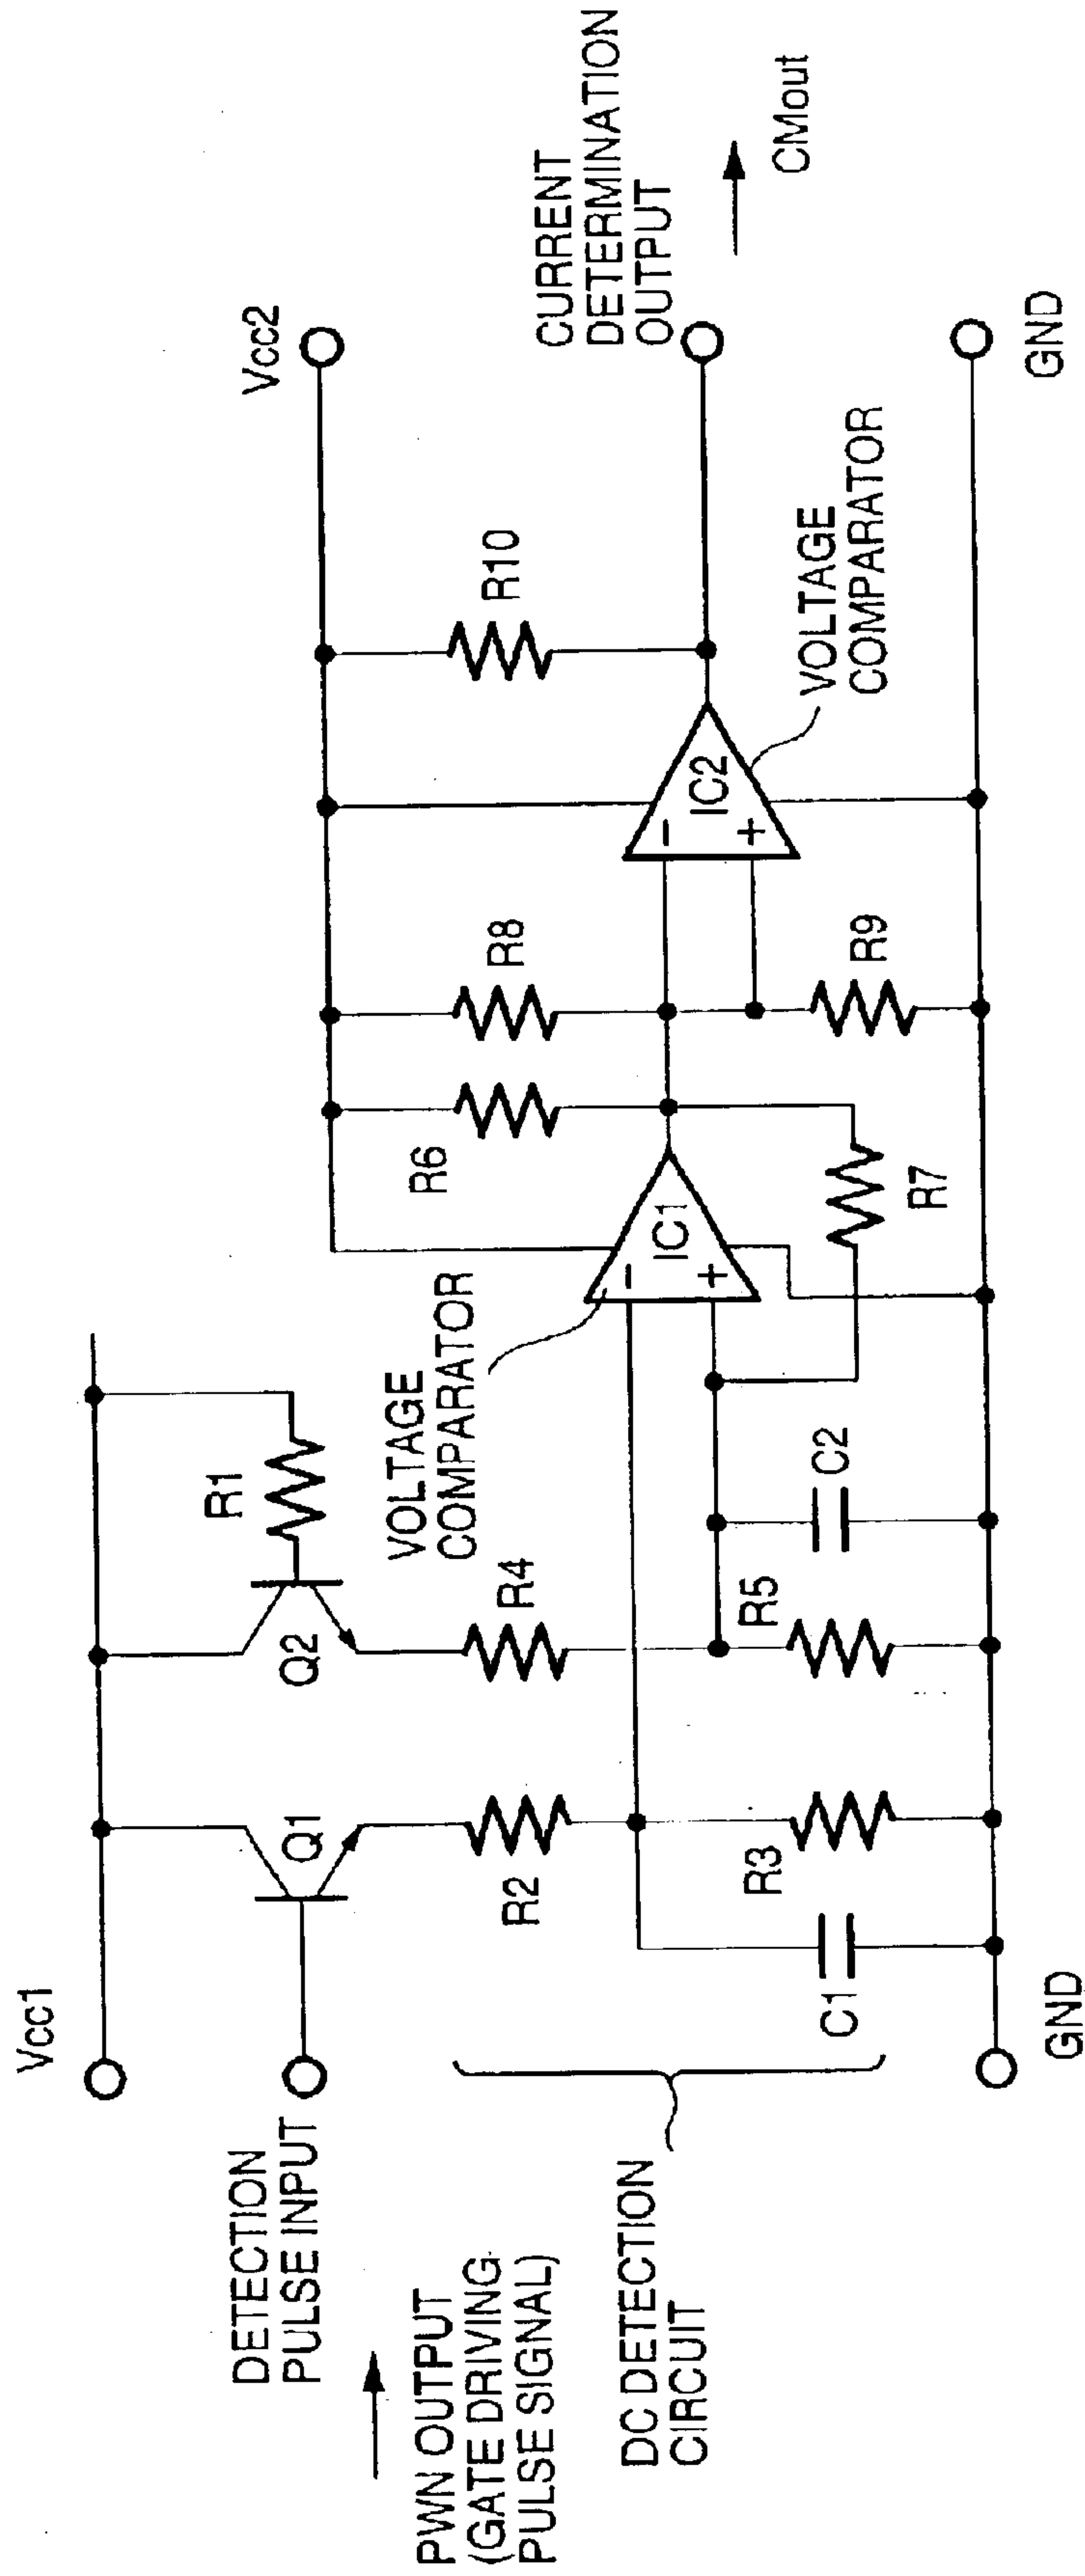 Vcc1
DETECTION
PULSE INPUT
PWN OUTPUT
(GATE DRIVING
PULSE SIGNAL)
DC DETECTION
CIRCUIT
GND
C1
R3
R2
Q1
Q2
R1
R4
R5
C2
VOLTAGE
COMPARATOR
IC1
−
+
R6
R7
R8
R9
IC2
−
+
VOLTAGE
COMPARATOR
R10
Vcc2
CURRENT
DETERMINATION
OUTPUT
CMout
GND